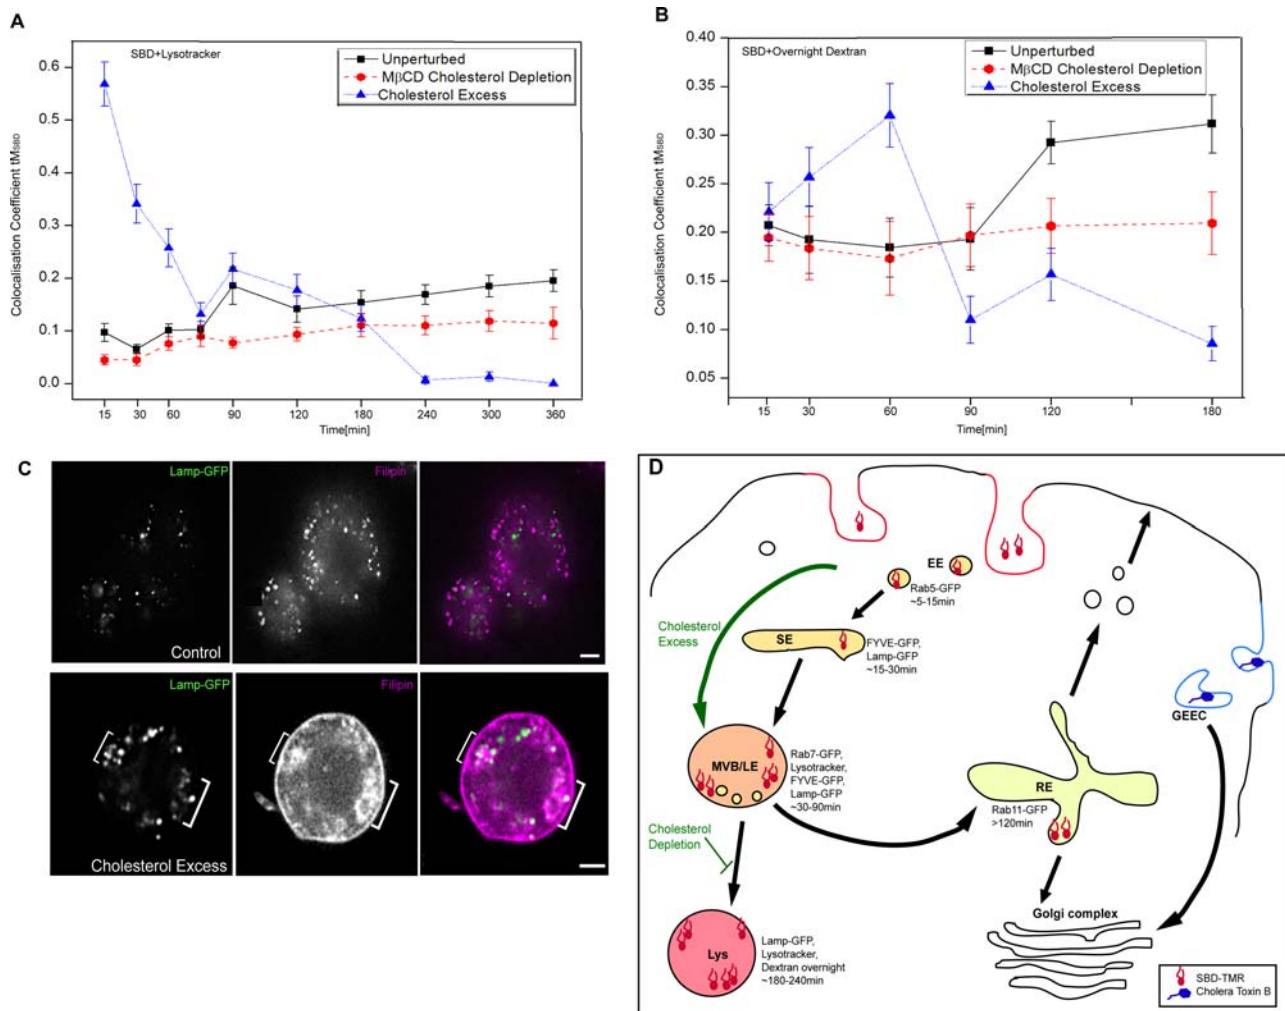 A
SBD+Lysotracker
Unperturbed
MβCD Cholesterol Depletion
Cholesterol Excess
Colocalisation Coefficient tMSBD
0.6
0.5
0.4
0.3
0.2
0.1
0.0
15 30 60 90 120 180 240 300 360
Time[min]
B
SBD+Overnight Dextran
Unperturbed
MβCD Cholesterol Depletion
Cholesterol Excess
Colocalisation Coefficient tMSBD
0.40
0.35
0.30
0.25
0.20
0.15
0.10
0.05
15 30 60 90 120 180
Time[min]
C
Lamp-GFP
Filipin
Control
Lamp-GFP
Filipin
Cholesterol Excess
D
EE
Rab5-GFP
~5-15min
Cholesterol
Excess
SE
FYVE-GFP,
Lamp-GFP
~15-30min
GEEC
MVB/LE
Rab7-GFP,
Lysotracker,
FYVE-GFP,
Lamp-GFP
~30-90min
RE
Rab11-GFP
>120min
Cholesterol
Depletion
Golgi complex
Lys
Lamp-GFP,
Lysotracker,
Dextran overnight
~180-240min
SBD-TMR
Cholera Toxin B